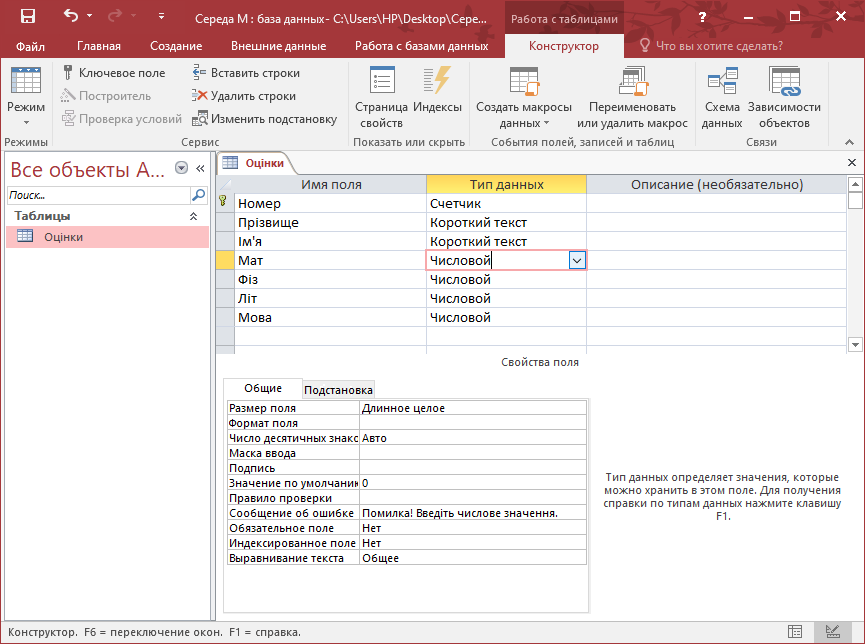 Середа М : база данных- C:\Users\HP\Desktop\Сере...
Работа с таблицами
?
Файл Главная Создание Внешние данные Работа с базами данных Конструктор Что вы хотите сделать?
Режим
Режимы
Ключевое поле
Построитель
Проверка условий
Вставить строки
Удалить строки
Изменить подстановку
Сервис
Страница свойств
Индексы
Показать или скрыть
Создать макросы данных
Переименовать или удалить макрос
События полей, записей и таблиц
Схема данных
Зависимости объектов
Связи
Все объекты A...
Поиск...
Таблицы
Оцінки
Оцінки
Имя поля Тип данных Описание (необязательно)
Номер Счетчик
Прізвище Короткий текст
Ім'я Короткий текст
Мат Числовой
Фіз Числовой
Літ Числовой
Мова Числовой
Свойства поля
Общие Подстановка
Размер поля Длинное целое
Формат поля
Число десятичных знако Авто
Маска ввода
Подпись
Значение по умолчанию 0
Правило проверки
Сообщение об ошибке Помилка! Введіть числове значення.
Обязательное поле Нет
Индексированное поле Нет
Выравнивание текста Общее
Тип данных определяет значения, которые
можно хранить в этом поле. Для получения
справки по типам данных нажмите клавишу
F1.
Конструктор. F6 = переключение окон. F1 = справка.